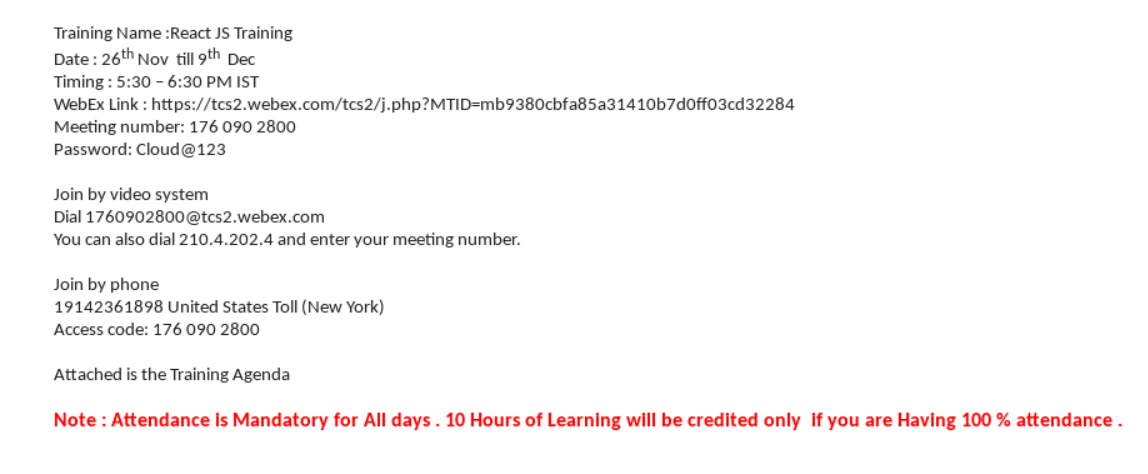 Training Name :React JS Training
Date : 26th Nov  till 9th  Dec
Timing : 5:30 – 6:30 PM IST
WebEx Link : https://tcs2.webex.com/tcs2/j.php?MTID=mb9380cbfa85a31410b7d0ff03cd32284
Meeting number: 176 090 2800
Password: Cloud@123
Join by video system
Dial 1760902800@tcs2.webex.com
You can also dial 210.4.202.4 and enter your meeting number.
Join by phone
19142361898 United States Toll (New York)
Access code: 176 090 2800
Attached is the Training Agenda
Note : Attendance is Mandatory for All days . 10 Hours of Learning will be credited only  if you are Having 100 % attendance .